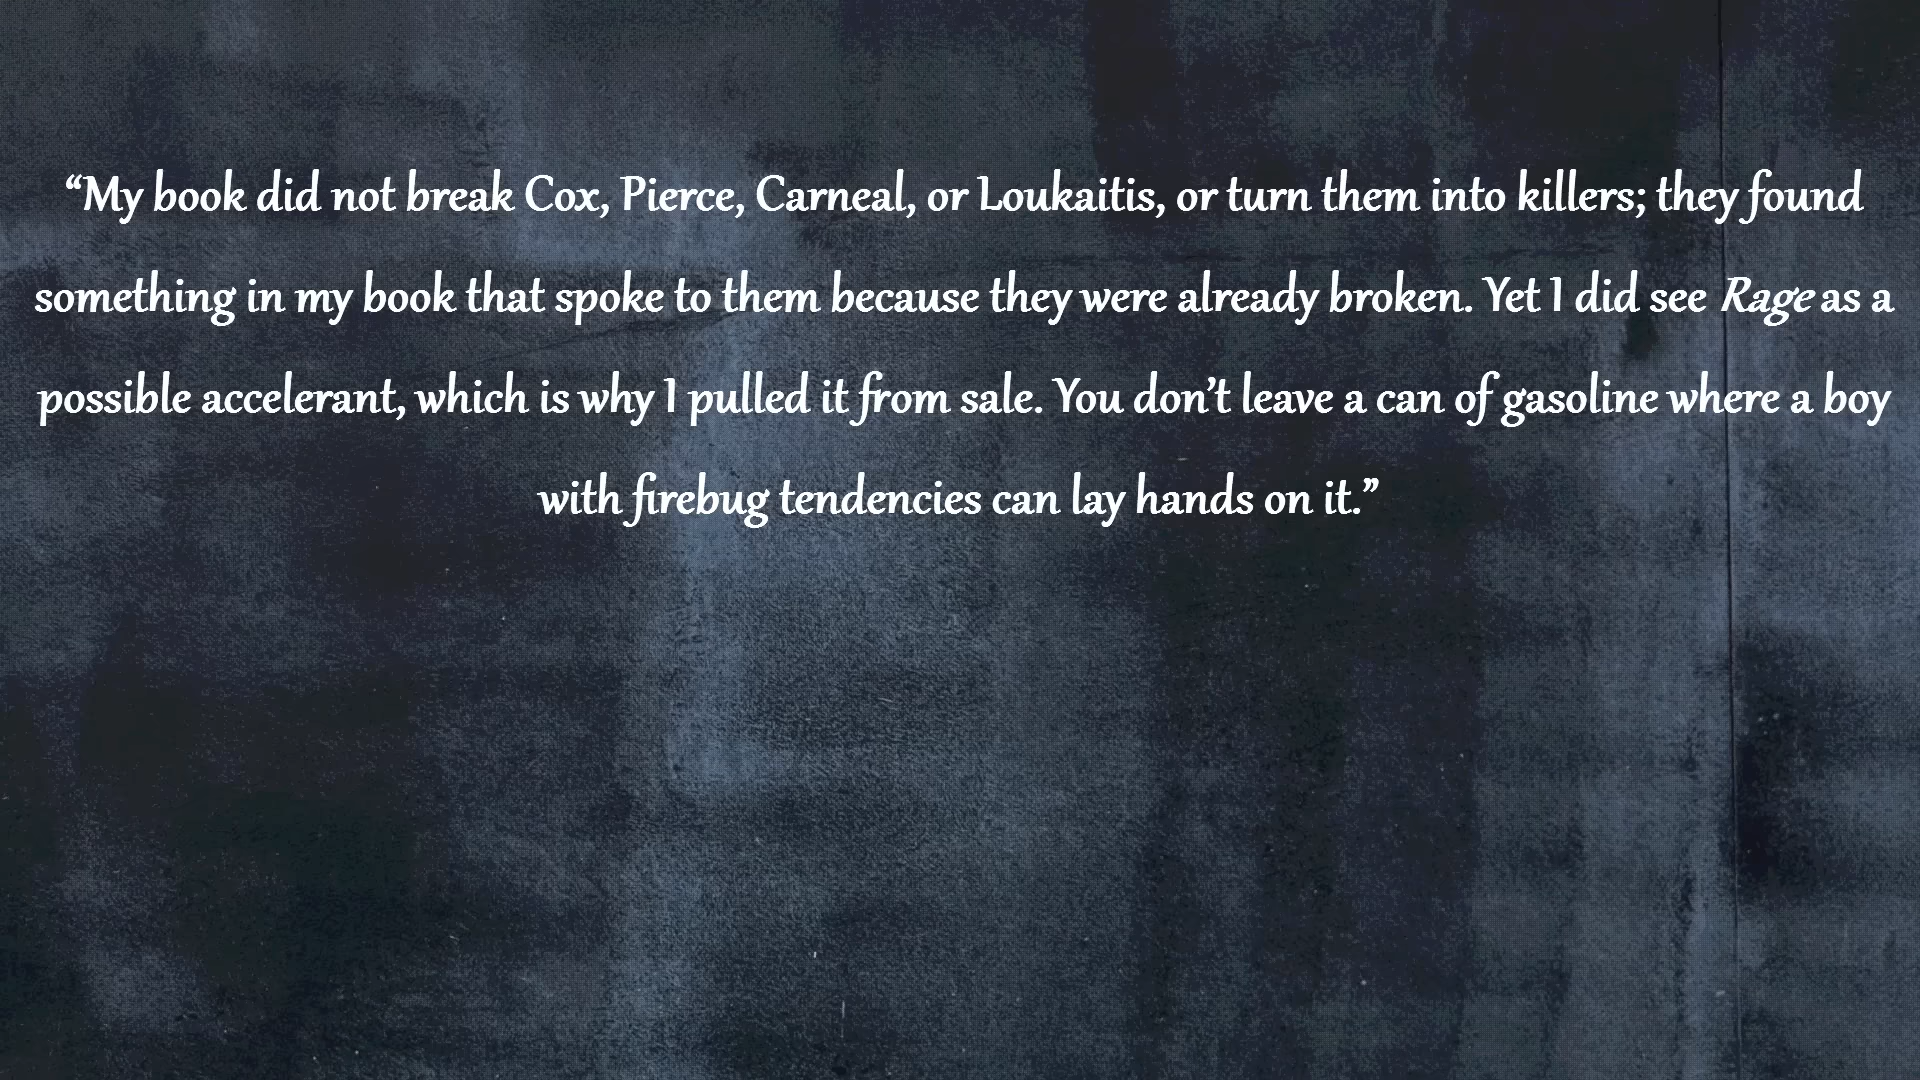 “My book did not break Cox, Pierce, Carneal, or Loukaitis, or turn them into killers; they found
something in my book that spoke to them because they were already broken. Yet I did see Rage as a
possible accelerant, which is why I pulled it from sale. You don’t leave a can of gasoline where a boy
with firebug tendencies can lay hands on it.”